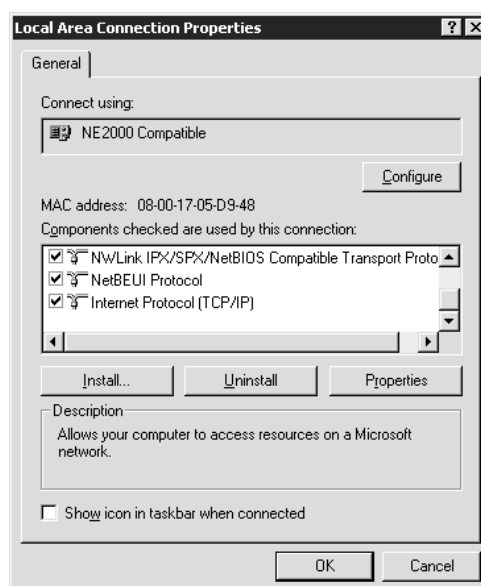 Local Area Connection Properties
General
Connect using:
NE2000 Compatible
Configure
MAC address: 08-00-17-05-D9-48
Components checked are used by this connection:
NWLink IPX/SPX/NetBIOS Compatible Transport Proto
NetBEUI Protocol
Internet Protocol (TCP/IP)
Install... Uninstall Properties
Description
Allows your computer to access resources on a Microsoft
network.
Show icon in taskbar when connected
OK Cancel